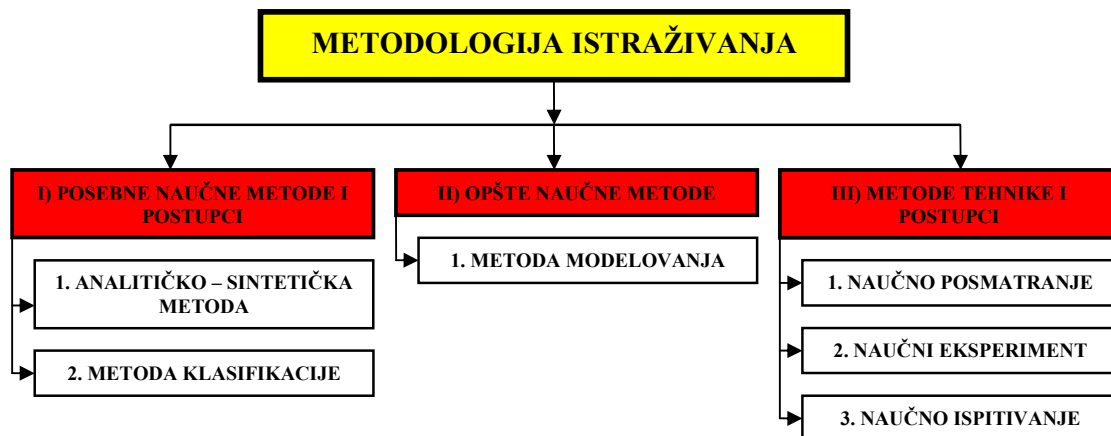 METODOLOGIJA ISTRAŽIVANJA
I) POSEBNE NAUČNE METODE I
POSTUPCI
1. ANALITIČKO – SINTETIČKA
METODA
2. METODA KLASIFIKACIJE
II) OPŠTE NAUČNE METODE
1. METODA MODELOVANJA
III) METODE TEHNIKE I
POSTUPCI
1. NAUČNO POSMATRANJE
2. NAUČNI EKSPERIMENT
3. NAUČNO ISPITIVANJE